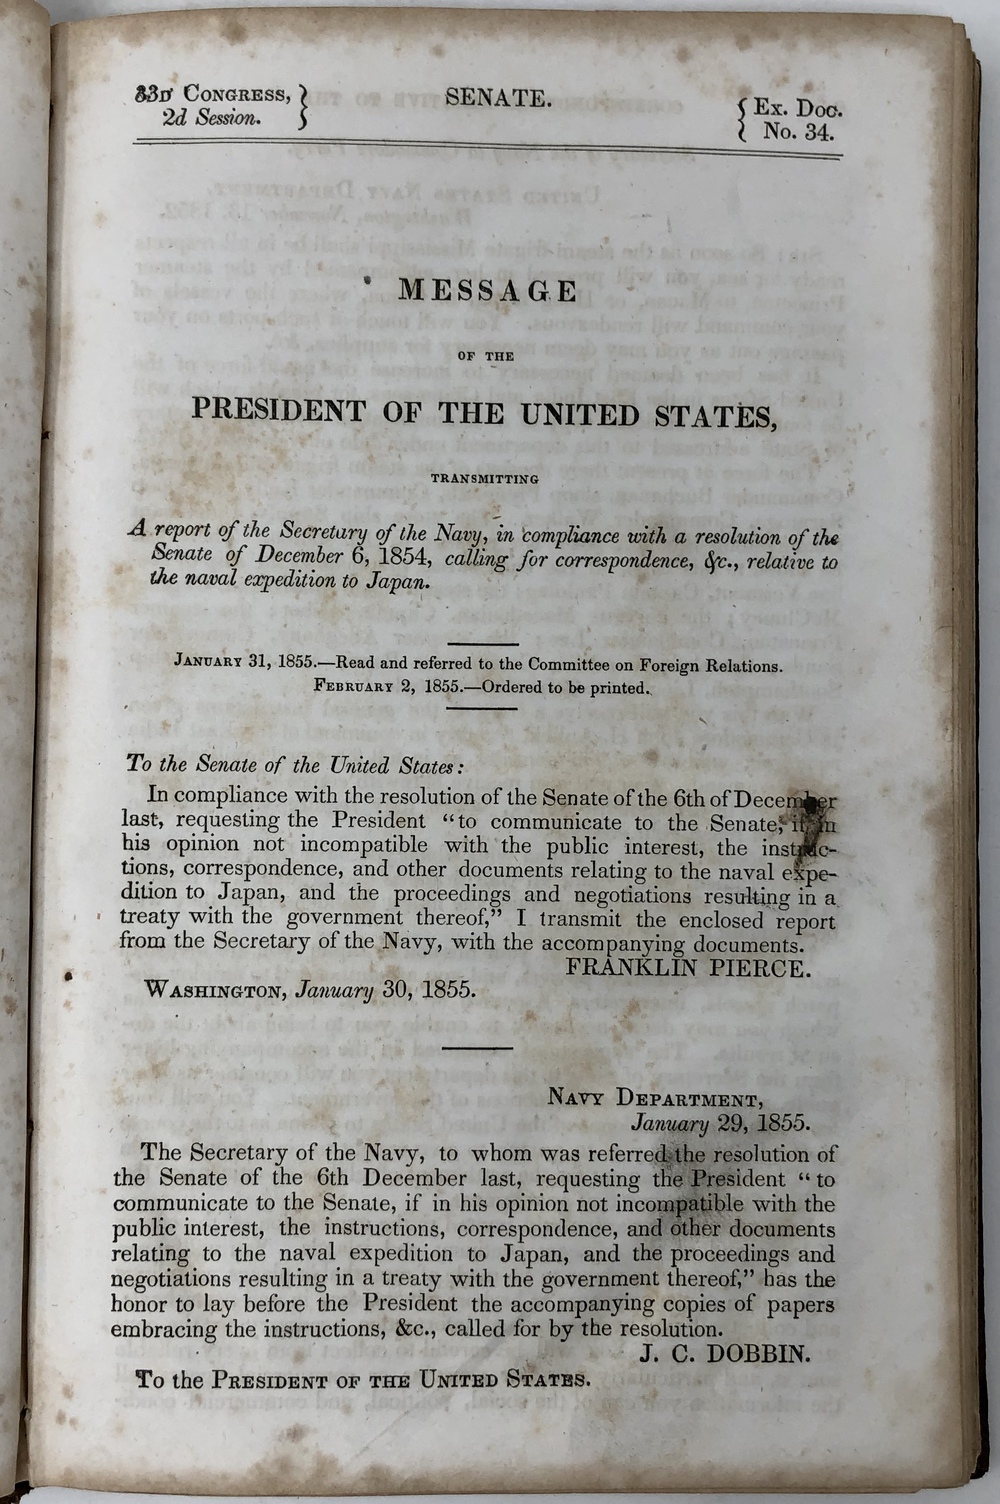 33D CONGRESS,
2d Session.
SENATE.
Ex. Doc.
No. 34.
MESSAGE
OF THE
PRESIDENT OF THE UNITED STATES,
TRANSMITTING
A report of the Secretary of the Navy, in compliance with a resolution of the
Senate of December 6, 1854, calling for correspondence, &c., relative to
the naval expedition to Japan.
JANUARY 31, 1855.—Read and referred to the Committee on Foreign Relations.
FEBRUARY 2, 1855.—Ordered to be printed.
To the Senate of the United States:
In compliance with the resolution of the Senate of the 6th of December
last, requesting the President "to communicate to the Senate, if in
his opinion not incompatible with the public interest, the instruc-
tions, correspondence, and other documents relating to the naval expe-
dition to Japan, and the proceedings and negotiations resulting in a
treaty with the government thereof," I transmit the enclosed report
from the Secretary of the Navy, with the accompanying documents.
FRANKLIN PIERCE.
WASHINGTON, January 30, 1855.
NAVY DEPARTMENT,
January 29, 1855.
The Secretary of the Navy, to whom was referred the resolution of
the Senate of the 6th December last, requesting the President "to
communicate to the Senate, if in his opinion not incompatible with the
public interest, the instructions, correspondence, and other documents
relating to the naval expedition to Japan, and the proceedings and
negotiations resulting in a treaty with the government thereof," has the
honor to lay before the President the accompanying copies of papers
embracing the instructions, &c., called for by the resolution.
J. C. DOBBIN.
To the PRESIDENT OF THE UNITED STATES.